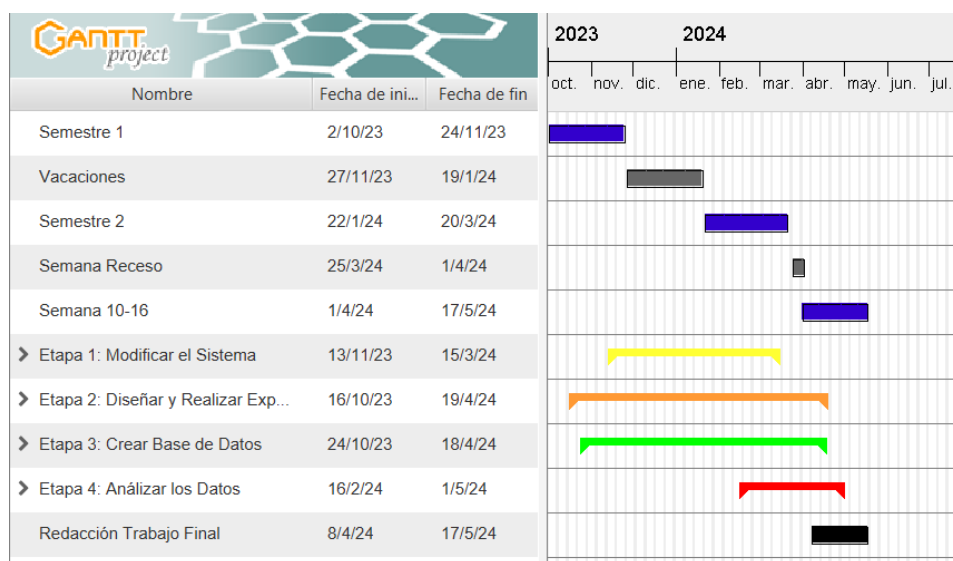 GANTT project
2023 2024
oct. nov. dic. ene. feb. mar. abr. may. jun. jul.
Nombre Fecha de ini... Fecha de fin
Semestre 1 2/10/23 24/11/23
Vacaciones 27/11/23 19/1/24
Semestre 2 22/1/24 20/3/24
Semana Receso 25/3/24 1/4/24
Semana 10-16 1/4/24 17/5/24
Etapa 1: Modificar el Sistema 13/11/23 15/3/24
Etapa 2: Diseñar y Realizar Exp... 16/10/23 19/4/24
Etapa 3: Crear Base de Datos 24/10/23 18/4/24
Etapa 4: Análizar los Datos 16/2/24 1/5/24
Redacción Trabajo Final 8/4/24 17/5/24